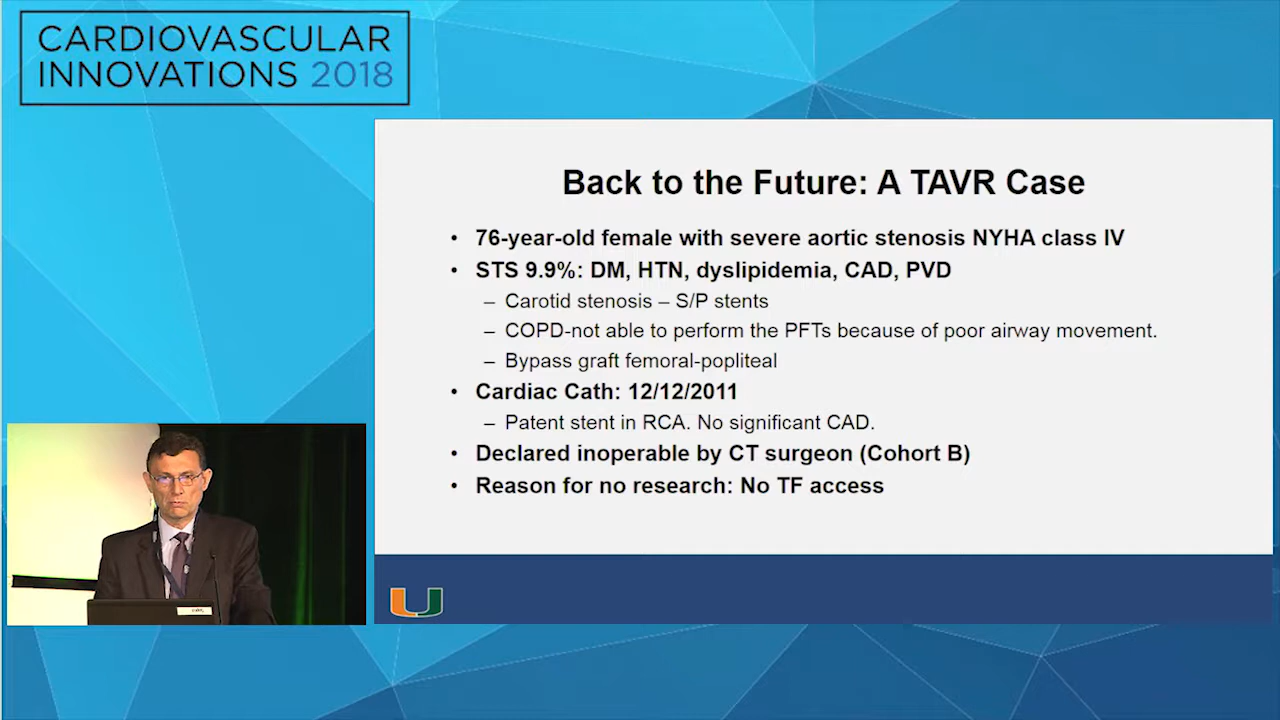 CARDIOVASCULAR
INNOVATIONS 2018
Back to the Future: A TAVR Case
• 76-year-old female with severe aortic stenosis NYHA class IV
• STS 9.9%: DM, HTN, dyslipidemia, CAD, PVD
– Carotid stenosis – S/P stents
– COPD-not able to perform the PFTs because of poor airway movement.
– Bypass graft femoral-popliteal
• Cardiac Cath: 12/12/2011
– Patent stent in RCA. No significant CAD.
• Declared inoperable by CT surgeon (Cohort B)
• Reason for no research: No TF access